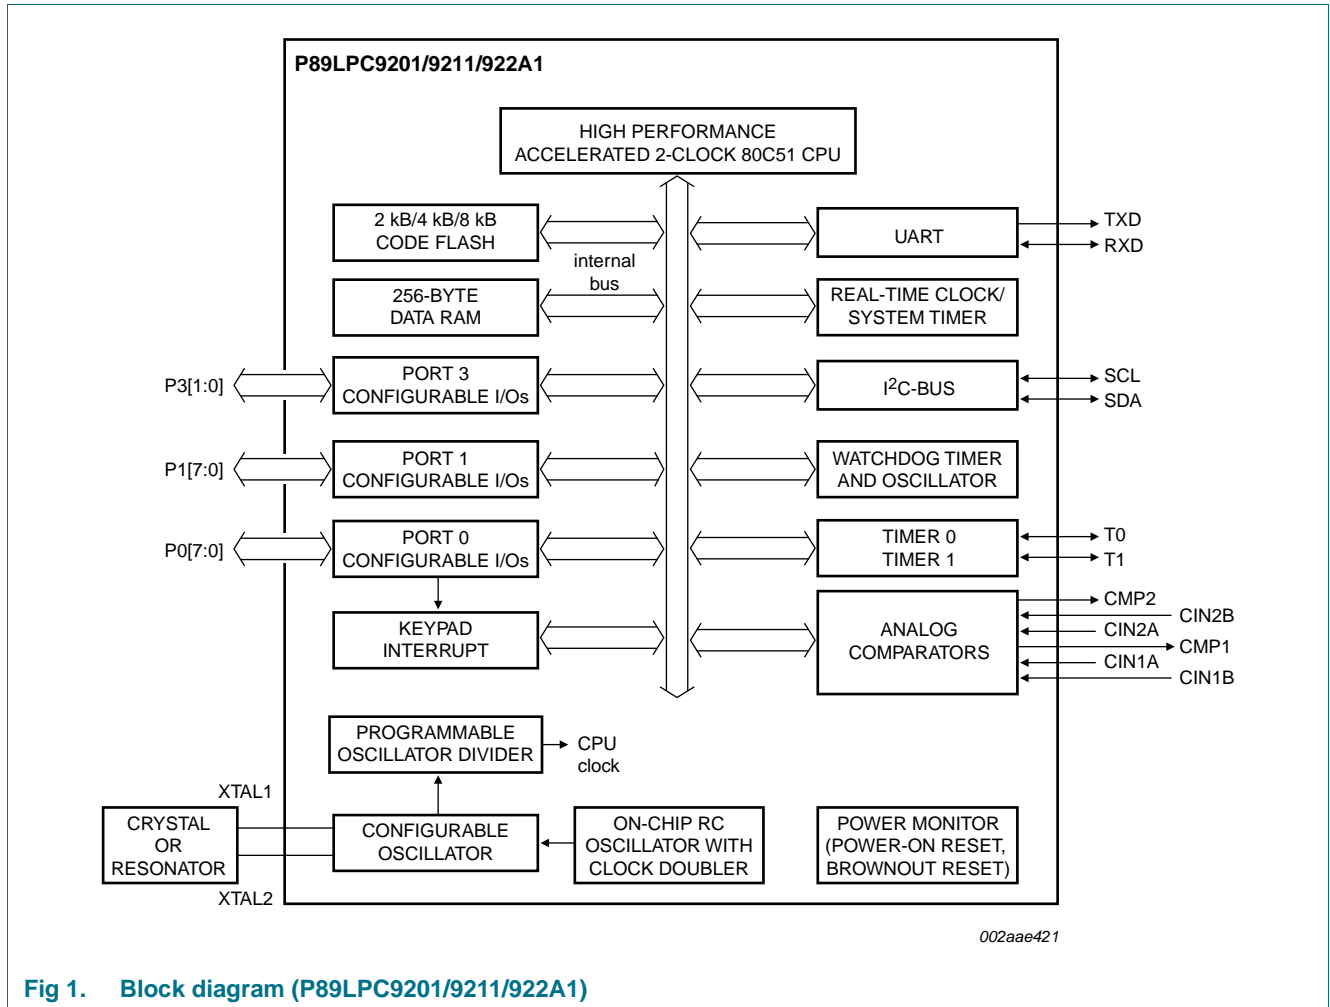 P89LPC9201/9211/922A1
HIGH PERFORMANCE
ACCELERATED 2-CLOCK 80C51 CPU
2 kB/4 kB/8 kB
CODE FLASH
internal
bus
256-BYTE
DATA RAM
P3[1:0]
PORT 3
CONFIGURABLE I/Os
P1[7:0]
PORT 1
CONFIGURABLE I/Os
P0[7:0]
PORT 0
CONFIGURABLE I/Os
KEYPAD
INTERRUPT
UART
TXD
RXD
REAL-TIME CLOCK/
SYSTEM TIMER
I2C-BUS
SCL
SDA
WATCHDOG TIMER
AND OSCILLATOR
TIMER 0
TIMER 1
T0
T1
ANALOG
COMPARATORS
CMP2
CIN2B
CIN2A
CMP1
CIN1A
CIN1B
PROGRAMMABLE
OSCILLATOR DIVIDER
CPU
clock
XTAL1
CRYSTAL
OR
RESONATOR
XTAL2
CONFIGURABLE
OSCILLATOR
ON-CHIP RC
OSCILLATOR WITH
CLOCK DOUBLER
POWER MONITOR
(POWER-ON RESET,
BROWNOUT RESET)
002aae421
Fig 1. Block diagram (P89LPC9201/9211/922A1)